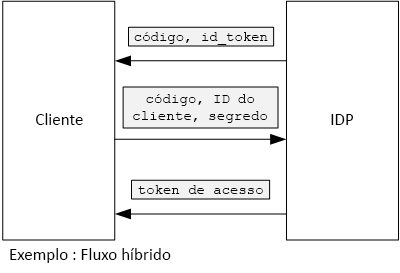 código, id_token
código, ID do
cliente, segredo
Cliente
IDP
token de acesso
Exemplo : Fluxo híbrido